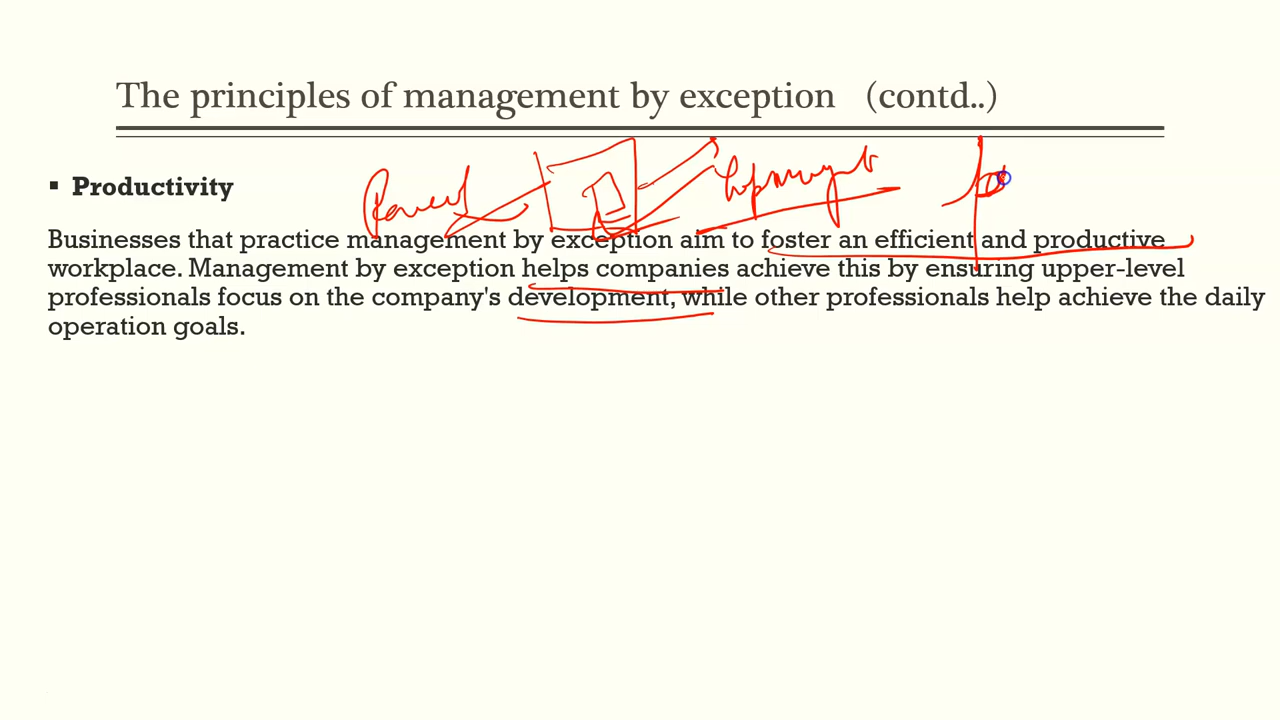 The principles of management by exception (contd..)
▪ Productivity
Businesses that practice management by exception aim to foster an efficient and productive
workplace. Management by exception helps companies achieve this by ensuring upper-level
professionals focus on the company's development, while other professionals help achieve the daily
operation goals.